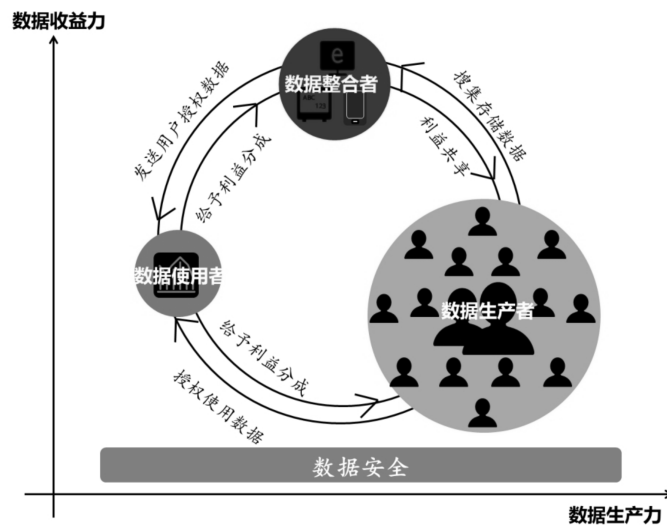 数据收益力
e
数据整合者
ABC
123
发送用户授权数据
给予利益分成
搜集存储数据
利益共享
数据使用者
数据生产者
给予利益分成
授权使用数据
数据安全
数据生产力